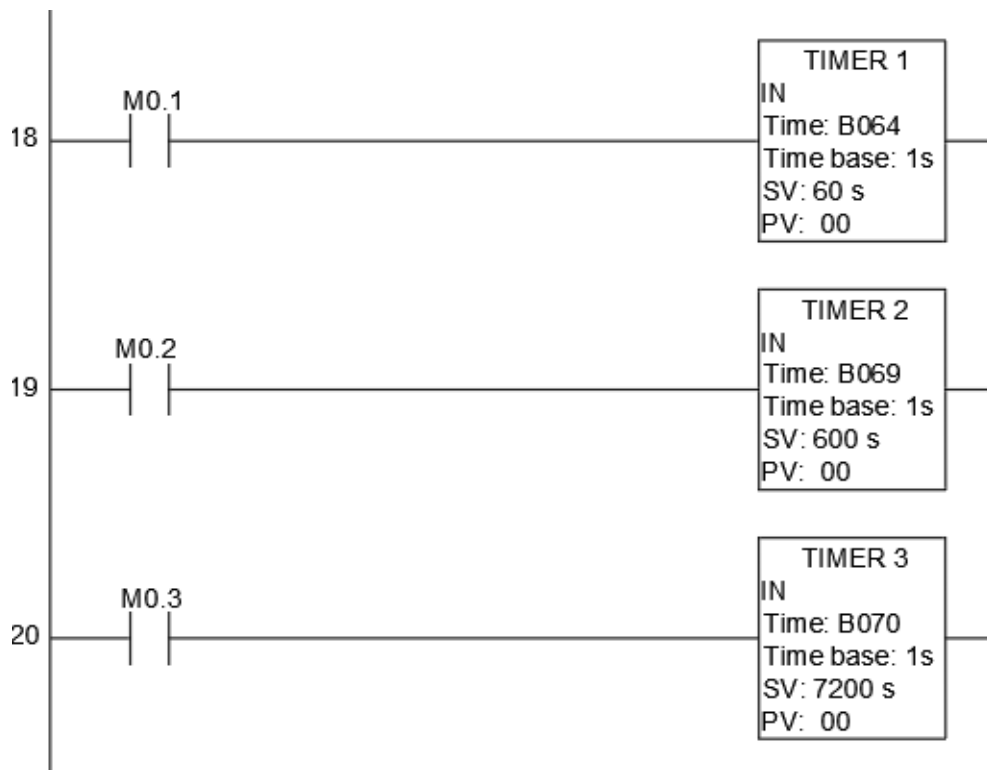 TIMER 1
M0.1
IN
18
Time: B064
Time base: 1s
SV: 60 s
PV: 00
TIMER 2
M0.2
IN
19
Time: B069
Time base: 1s
SV: 600 s
PV: 00
TIMER 3
M0.3
IN
20
Time: B070
Time base: 1s
SV: 7200 s
PV: 00